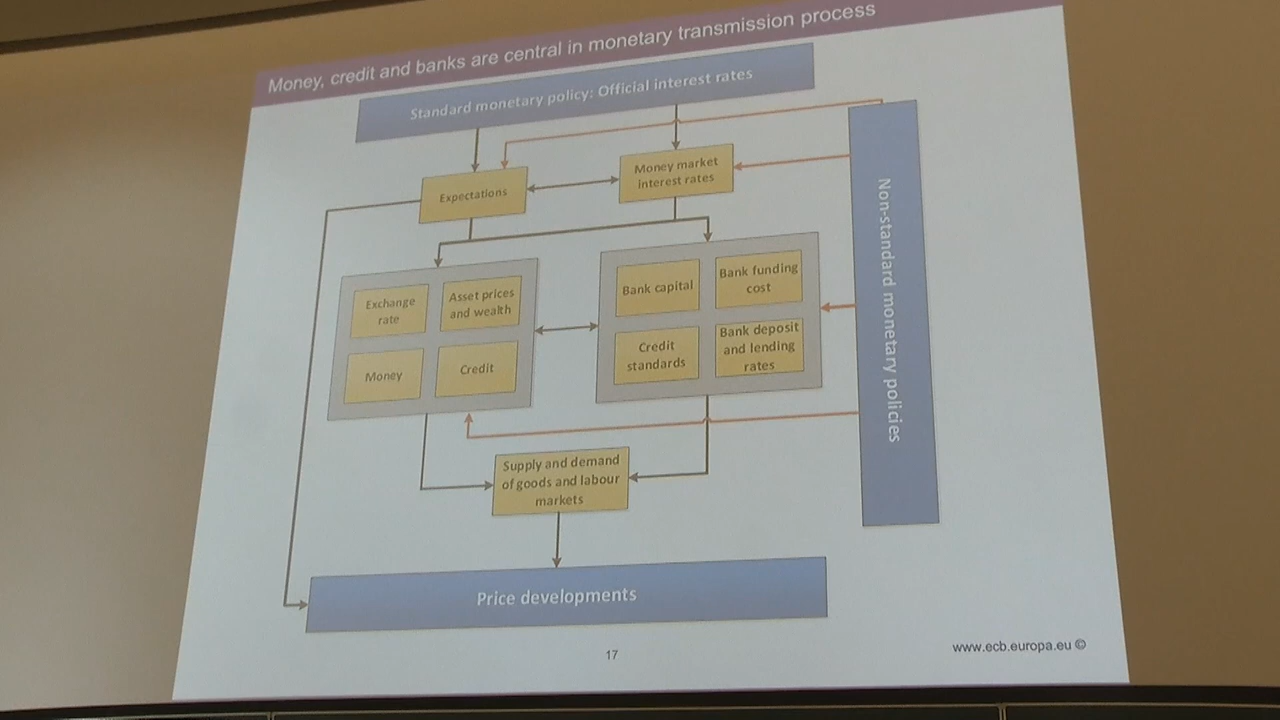 Money, credit and banks are central in monetary transmission process
Standard monetary policy: Official interest rates
Expectations
Money market
interest rates
Exchange
rate
Asset prices
and wealth
Money
Credit
Bank capital
Bank funding
cost
Credit
standards
Bank deposit
and lending
rates
Non-standard monetary policies
Supply and demand
of goods and labour
markets
Price developments
17
www.ecb.europa.eu ©